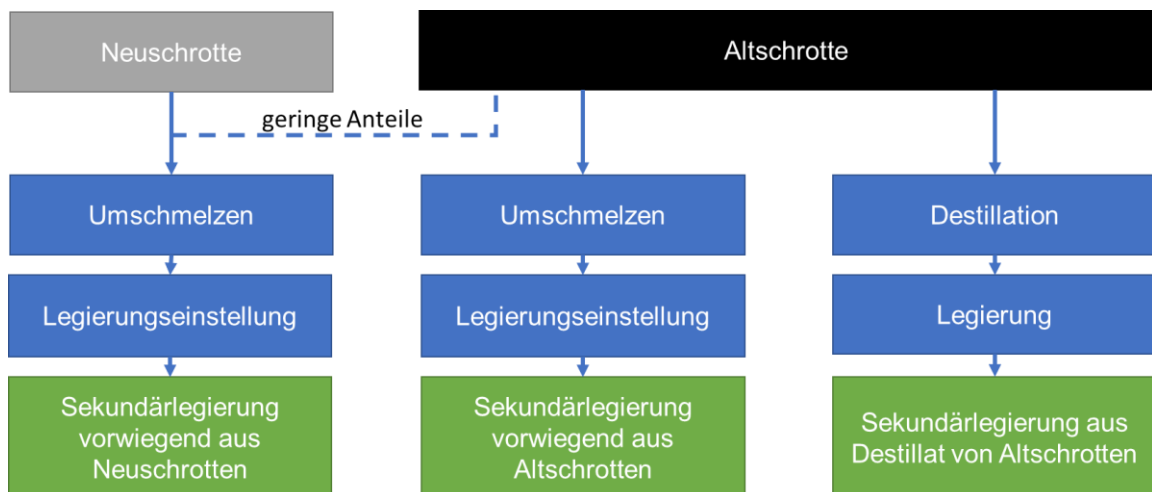 Neuschrotte
Altschrotte
geringe Anteile
Umschmelzen
Umschmelzen
Destillation
Legierungseinstellung
Legierungseinstellung
Legierung
Sekundärlegierung
vorwiegend aus
Neuschrotten
Sekundärlegierung
vorwiegend aus
Altschrotten
Sekundärlegierung aus
Destillat von Altschrotten